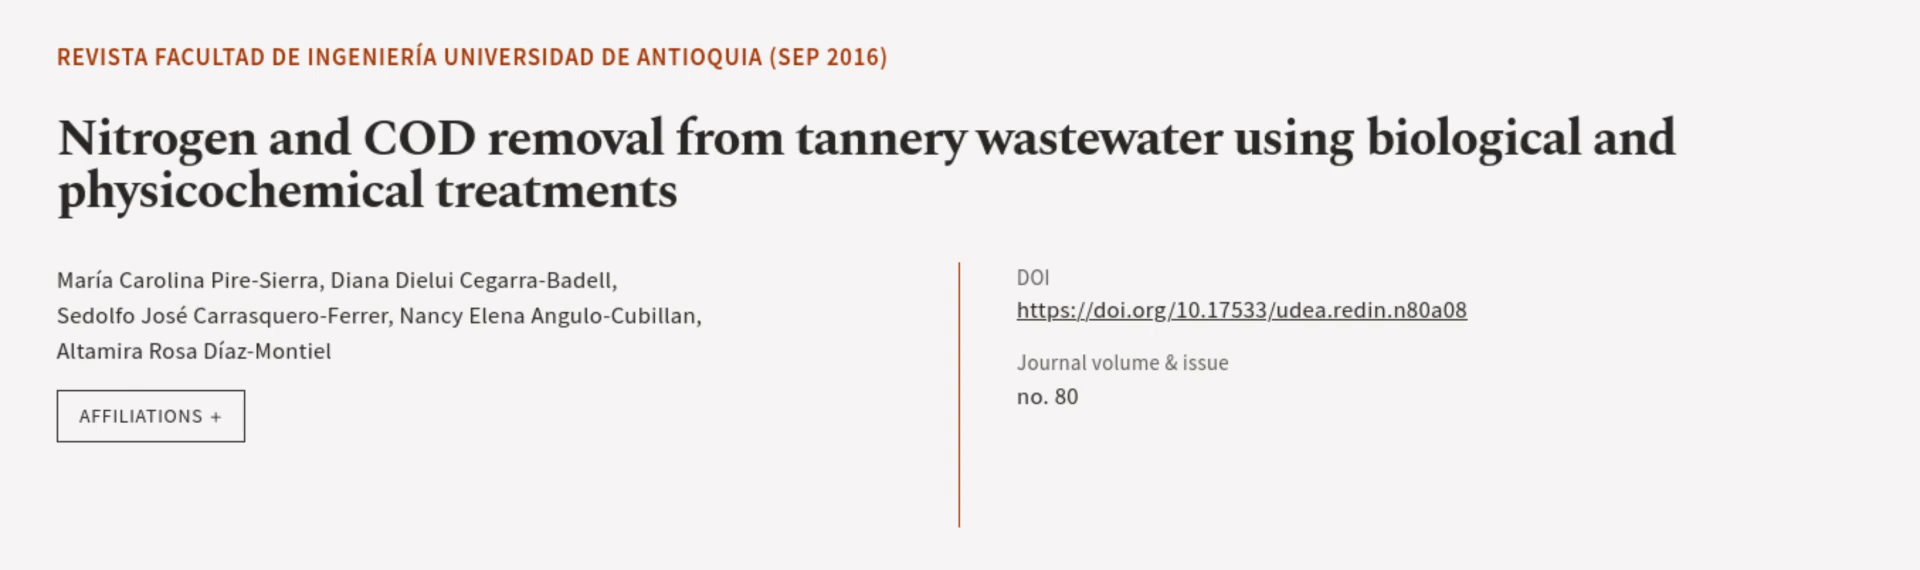 REVISTA FACULTAD DE INGENIERÍA UNIVERSIDAD DE ANTIOQUIA (SEP 2016)
Nitrogen and COD removal from tannery wastewater using biological and
physicochemical treatments
María Carolina Pire-Sierra, Diana Dielui Cegarra-Badell,
Sedolfo José Carrasquero-Ferrer, Nancy Elena Angulo-Cubillan,
Altamira Rosa Díaz-Montiel
AFFILIATIONS +
DOI
https://doi.org/10.17533/udea.redin.n80a08
Journal volume & issue
no. 80